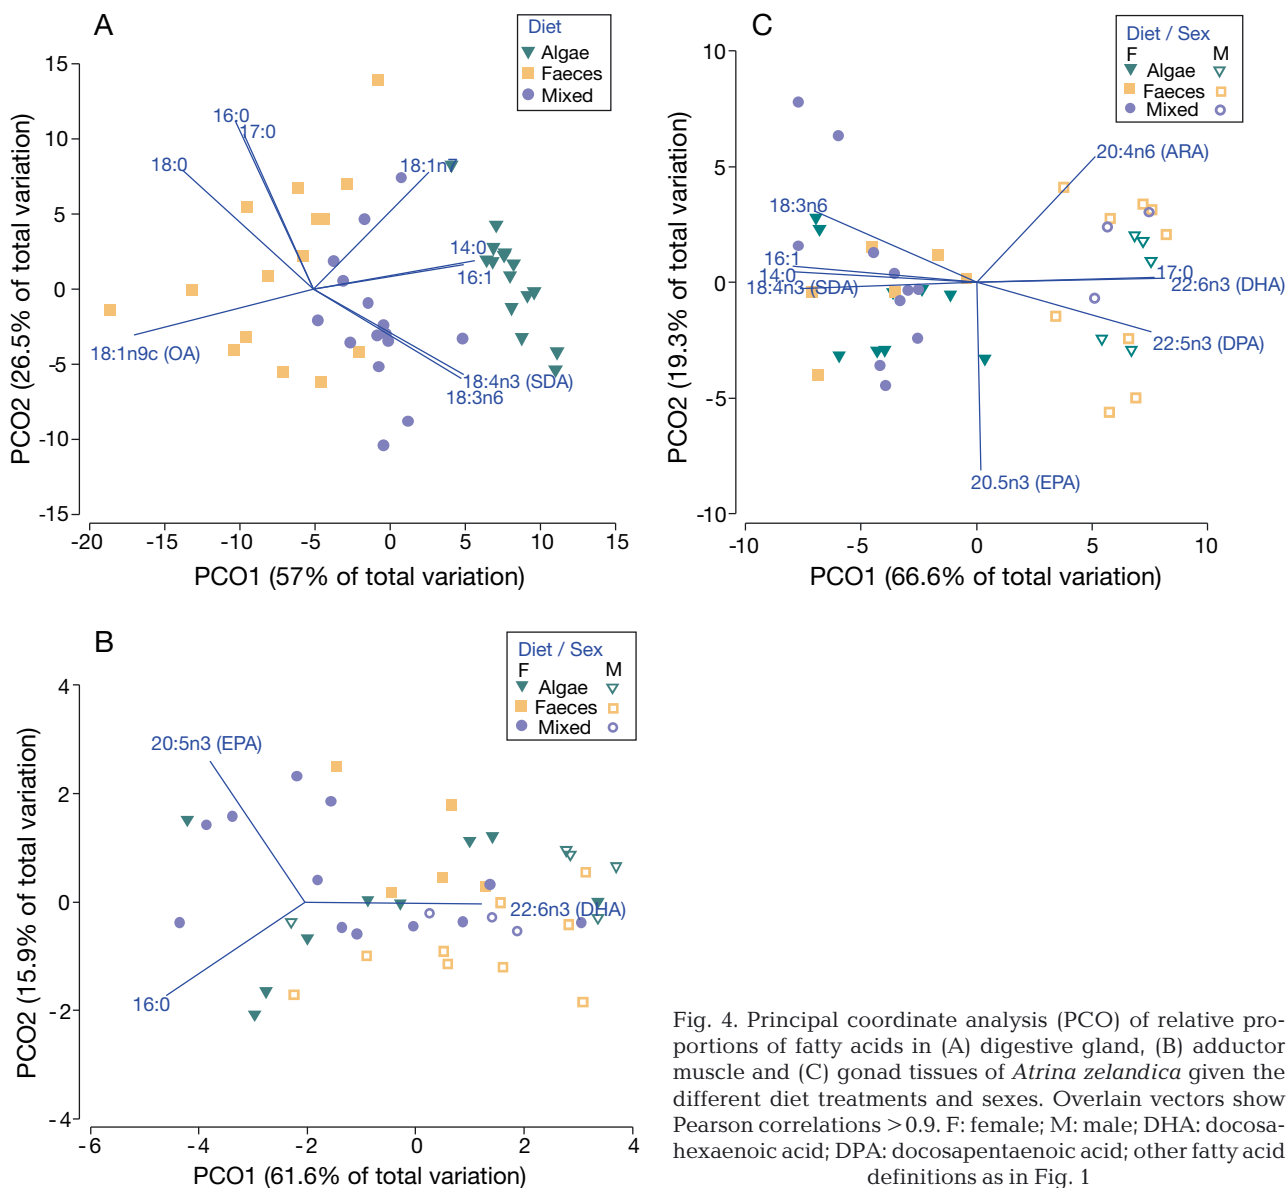 A
Diet
Algae
Faeces
Mixed
15
10
5
0
-5
-10
-15
PCO2 (26.5% of total variation)
16:0
17:0
18:0
18:1n7
14:0
16:1
18:1n9c (OA)
18:4n3 (SDA)
18:3n6
-20
-15
-10
-5
0
5
10
15
PCO1 (57% of total variation)
C
Diet / Sex
F M
Algae
Faeces
Mixed
10
5
0
-5
-10
PCO2 (19.3% of total variation)
20:4n6 (ARA)
18:3n6
16:1
14:0
18:4n3 (SDA)
17:0
22:6n3 (DHA)
22:5n3 (DPA)
20.5n3 (EPA)
-10
-5
0
5
10
PCO1 (66.6% of total variation)
B
Diet / Sex
F M
Algae
Faeces
Mixed
4
2
0
-2
-4
PCO2 (15.9% of total variation)
20:5n3 (EPA)
22:6n3 (DHA)
16:0
-6
-4
-2
0
2
4
PCO1 (61.6% of total variation)
Fig. 4. Principal coordinate analysis (PCO) of relative pro-
portions of fatty acids in (A) digestive gland, (B) adductor
muscle and (C) gonad tissues of Atrina zelandica given the
different diet treatments and sexes. Overlain vectors show
Pearson correlations >0.9. F: female; M: male; DHA: docosa-
hexaenoic acid; DPA: docosapentaenoic acid; other fatty acid
definitions as in Fig. 1